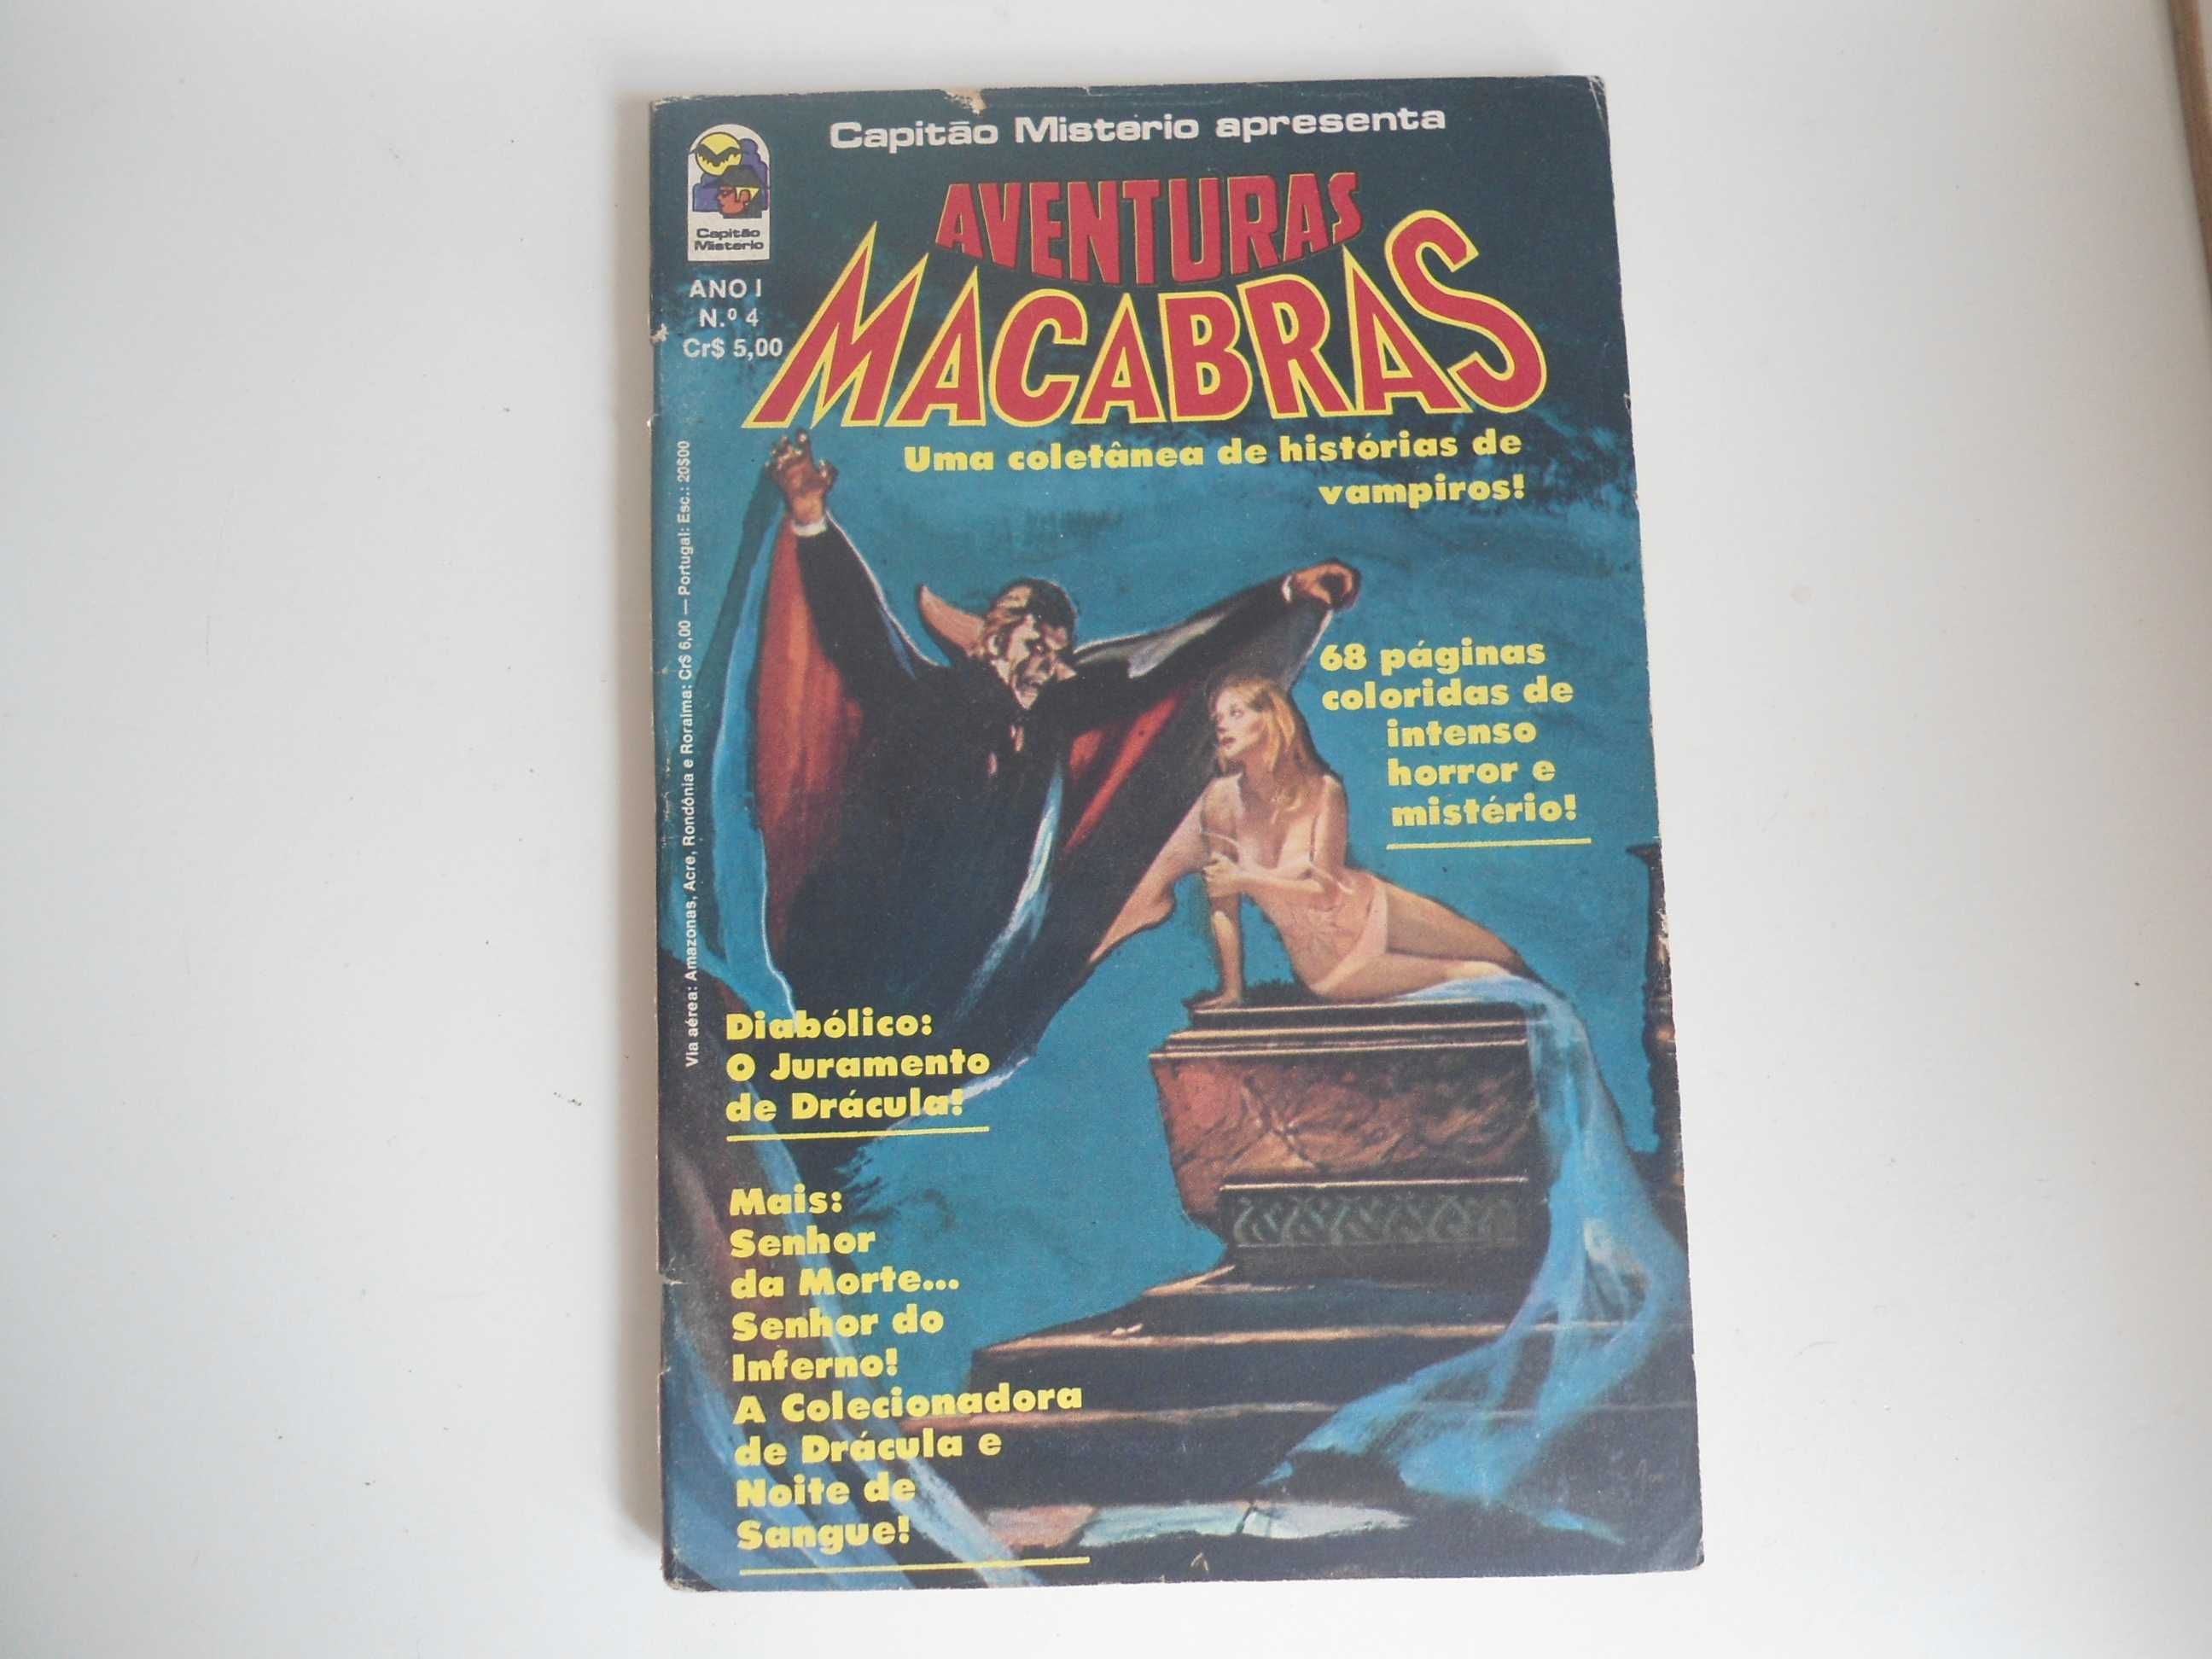 Capitão Mistério apresenta
Capitão
Mistério
AVENTURAS
MACABRAS
ANO I
N.º 4
Cr$ 5,00
Uma coletânea de histórias de
vampiros!
Via aérea: Amazonas, Acre, Rondônia e Roraima: Cr$ 6,00 — Portugal: Esc.: 20$00
68 páginas
coloridas de
intenso
horror e
mistério!
Diabólico:
O Juramento
de Drácula!
Mais:
Senhor
da Morte...
Senhor do
Inferno!
A Colecionadora
de Drácula e
Noite de
Sangue!